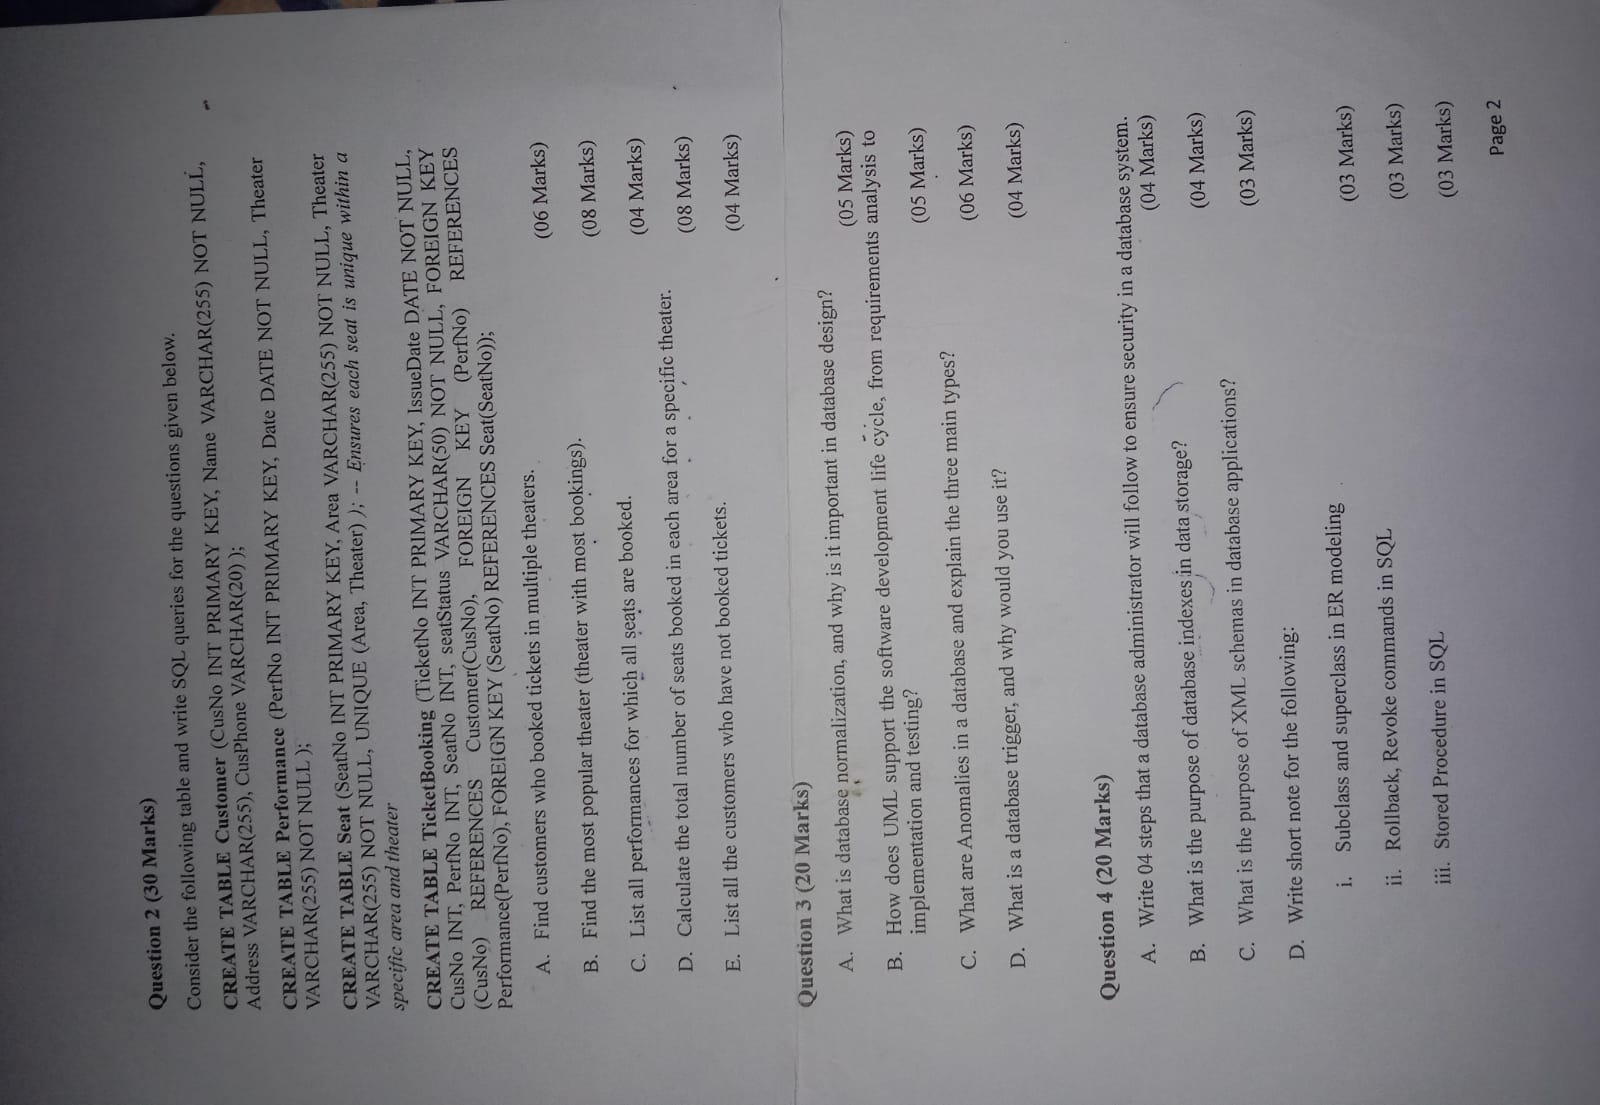 Question 2 (30 Marks)
Consider the following table and write SQL queries for the questions given below.
CREATE TABLE Customer (CusNo INT PRIMARY KEY, Name VARCHAR(255) NOT NULL,
Address VARCHAR(255), CusPhone VARCHAR(20) );
CREATE TABLE Performance (PerfNo INT PRIMARY KEY, Date DATE NOT NULL, Theater
VARCHAR(255) NOT NULL );
CREATE TABLE Seat (SeatNo INT PRIMARY KEY, Area VARCHAR(255) NOT NULL, Theater
VARCHAR(255) NOT NULL, UNIQUE (Area, Theater) ); -- Ensures each seat is unique within a
specific area and theater
CREATE TABLE TicketBooking (TicketNo INT PRIMARY KEY, IssueDate DATE NOT NULL,
CusNo INT, PerfNo INT, SeatNo INT, seatStatus VARCHAR(50) NOT NULL, FOREIGN KEY
(CusNo) REFERENCES Customer(CusNo), FOREIGN KEY (PerfNo) REFERENCES
Performance(PerfNo), FOREIGN KEY (SeatNo) REFERENCES Seat(SeatNo));
A. Find customers who booked tickets in multiple theaters. (06 Marks)
B. Find the most popular theater (theater with most bookings). (08 Marks)
C. List all performances for which all seats are booked. (04 Marks)
D. Calculate the total number of seats booked in each area for a specific theater. (08 Marks)
E. List all the customers who have not booked tickets. (04 Marks)
Question 3 (20 Marks)
A. What is database normalization, and why is it important in database design? (05 Marks)
B. How does UML support the software development life cycle, from requirements analysis to
implementation and testing? (05 Marks)
C. What are Anomalies in a database and explain the three main types? (06 Marks)
D. What is a database trigger, and why would you use it? (04 Marks)
Question 4 (20 Marks)
A. Write 04 steps that a database administrator will follow to ensure security in a database system.
(04 Marks)
B. What is the purpose of database indexes in data storage? (04 Marks)
C. What is the purpose of XML schemas in database applications? (03 Marks)
D. Write short note for the following:
i. Subclass and superclass in ER modeling (03 Marks)
ii. Rollback, Revoke commands in SQL (03 Marks)
iii. Stored Procedure in SQL (03 Marks)
Page 2